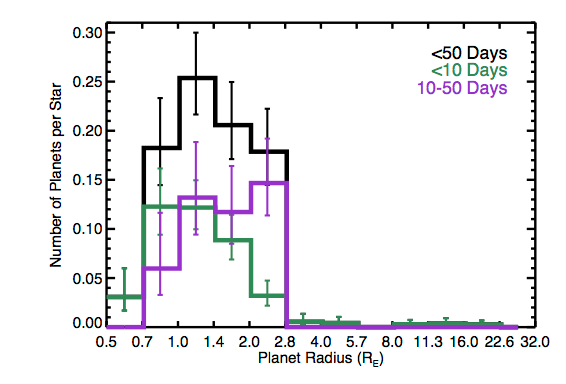 <50 Days
<10 Days
10-50 Days
Number of Planets per Star
0.30
0.25
0.20
0.15
0.10
0.05
0.00
0.5 0.7 1.0 1.4 2.0 2.8 4.0 5.7 8.0 11.3 16.0 22.6 32.0
Planet Radius (RE)